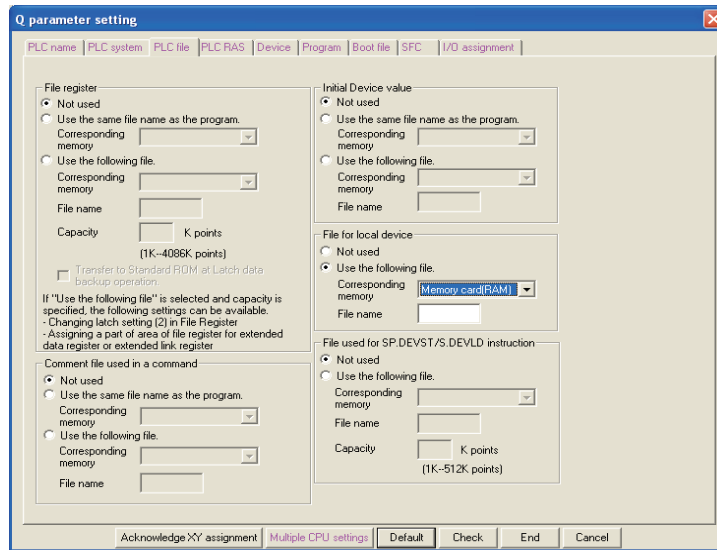 Q parameter setting
PLC name PLC system PLC file PLC RAS Device Program Boot file SFC I/O assignment
File register
Not used
Use the same file name as the program.
Corresponding
memory
Use the following file.
Corresponding
memory
File name
Capacity K points
(1K--4086K points)
Transfer to Standard ROM at Latch data
backup operation
If "Use the following file" is selected and capacity is
specified, the following settings can be available.
- Changing latch setting (2) in File Register
- Assigning a part of area of file register for extended
data register or extended link register
Comment file used in a command
Not used
Use the same file name as the program.
Corresponding
memory
Use the following file.
Corresponding
memory
File name
Initial Device value
Not used
Use the same file name as the program.
Corresponding
memory
Use the following file.
Corresponding
memory
File name
File for local device
Not used
Use the following file.
Corresponding
memory
Memory card(RAM)
File name
File used for SP.DEVST/S.DEVLD instruction
Not used
Use the following file.
Corresponding
memory
File name
Capacity K points
(1K--512K points)
Acknowledge XY assignment Multiple CPU settings Default Check End Cancel